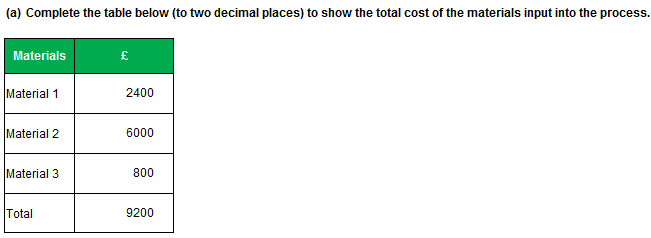 (a) Complete the table below (to two decimal places) to show the total cost of the materials input into the process.
Materials £
Material 1 2400
Material 2 6000
Material 3 800
Total 9200